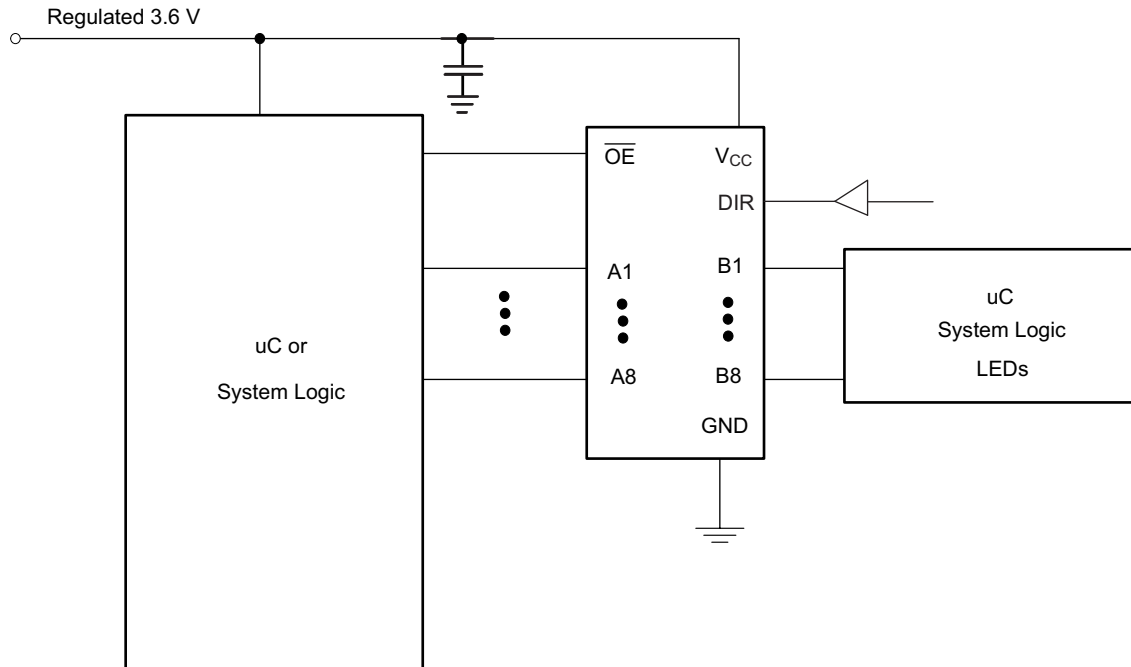 Regulated 3.6 V
OE
VCC
DIR
A1
B1
uC or
System Logic
A8
B8
GND
uC
System Logic
LEDs